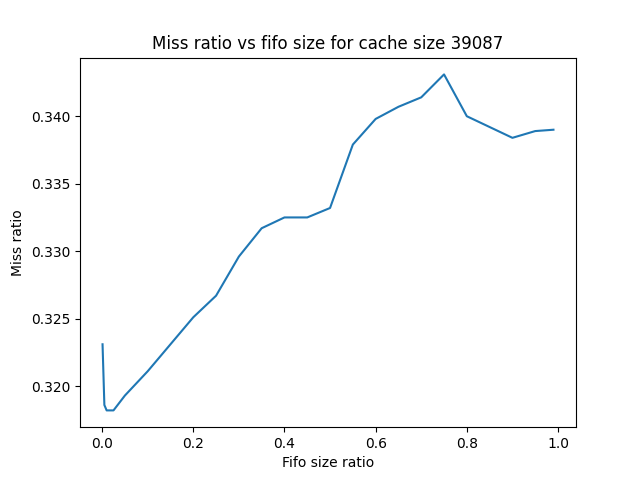 Miss ratio vs fifo size for cache size 39087
0.340
0.335
0.330
0.325
0.320
Miss ratio
0.0 0.2 0.4 0.6 0.8 1.0
Fifo size ratio